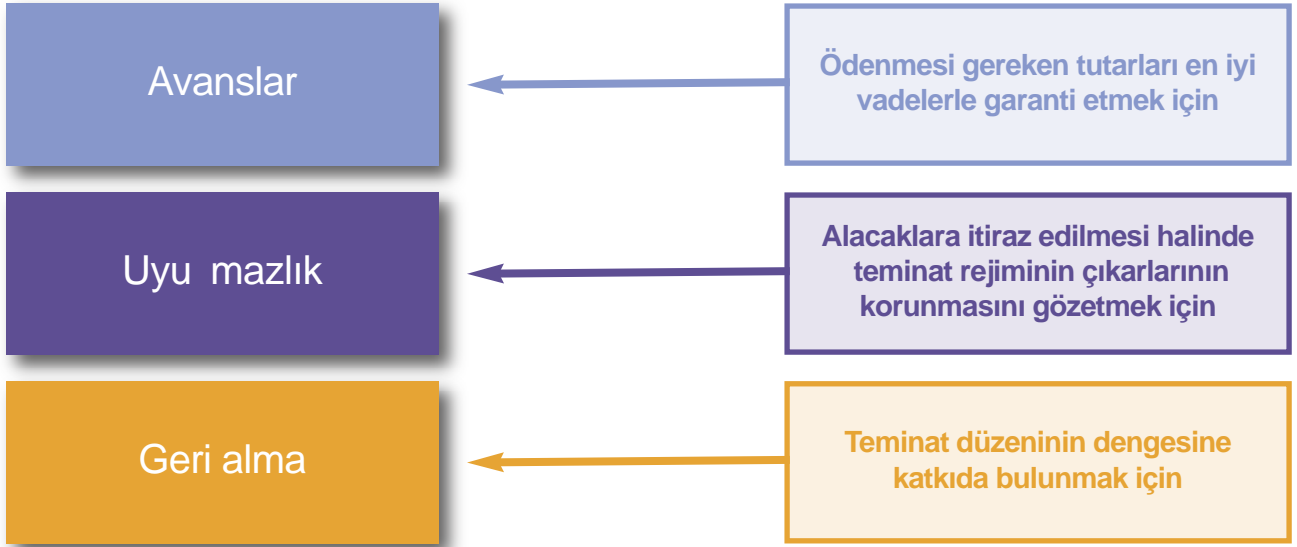 Avanslar
Ödenmesi gereken tutarları en iyi
vadelerle garanti etmek için
Uyu mazlık
Alacaklara itiraz edilmesi halinde
teminat rejiminin çıkarlarının
korunmasını gözetmek için
Geri alma
Teminat düzeninin dengesine
katkıda bulunmak için